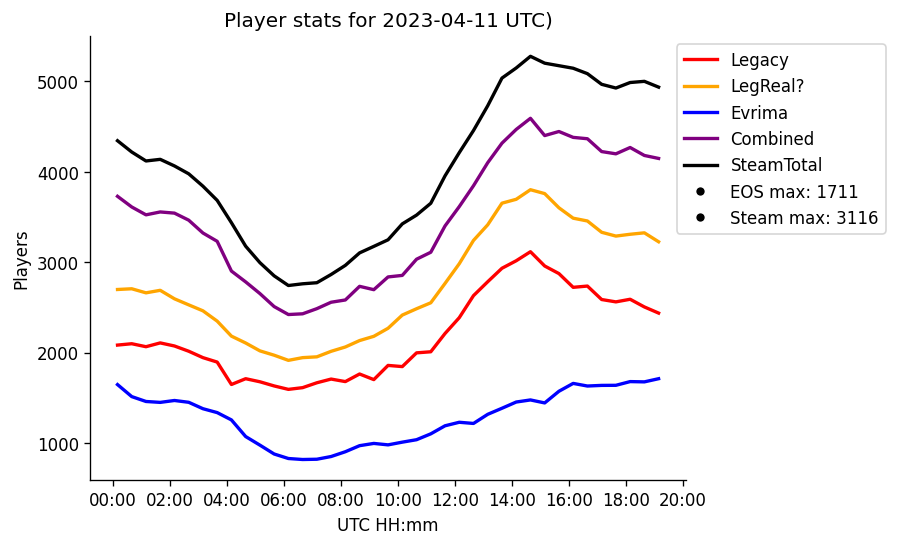 Player stats for 2023-04-11 UTC)
Legacy
LegReal?
Evrima
Combined
SteamTotal
EOS max: 1711
Steam max: 3116
Players
5000
4000
3000
2000
1000
00:00 02:00 04:00 06:00 08:00 10:00 12:00 14:00 16:00 18:00 20:00
UTC HH:mm